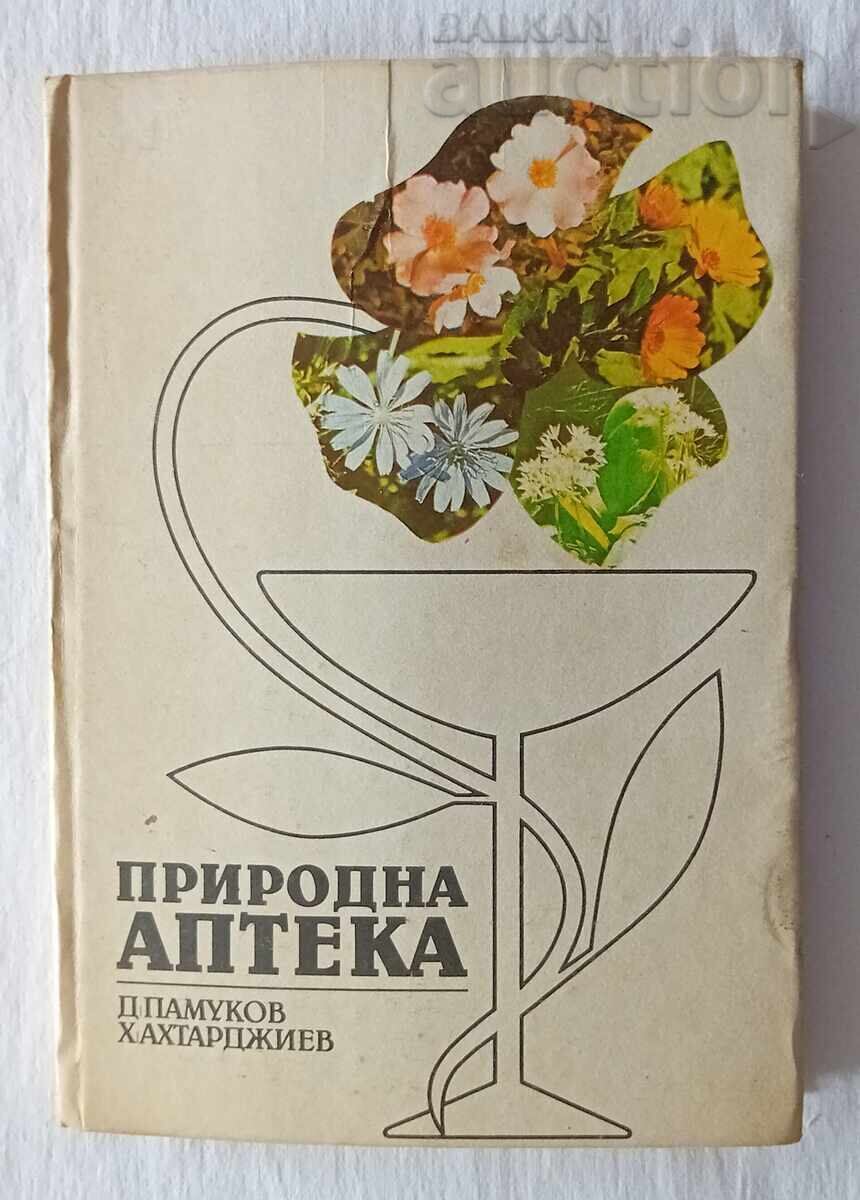 BALKAN
auction
ПРИРОДНА
АПТЕКА
Д.ПАМУКОВ
Х.АХТАРДЖИЕВ